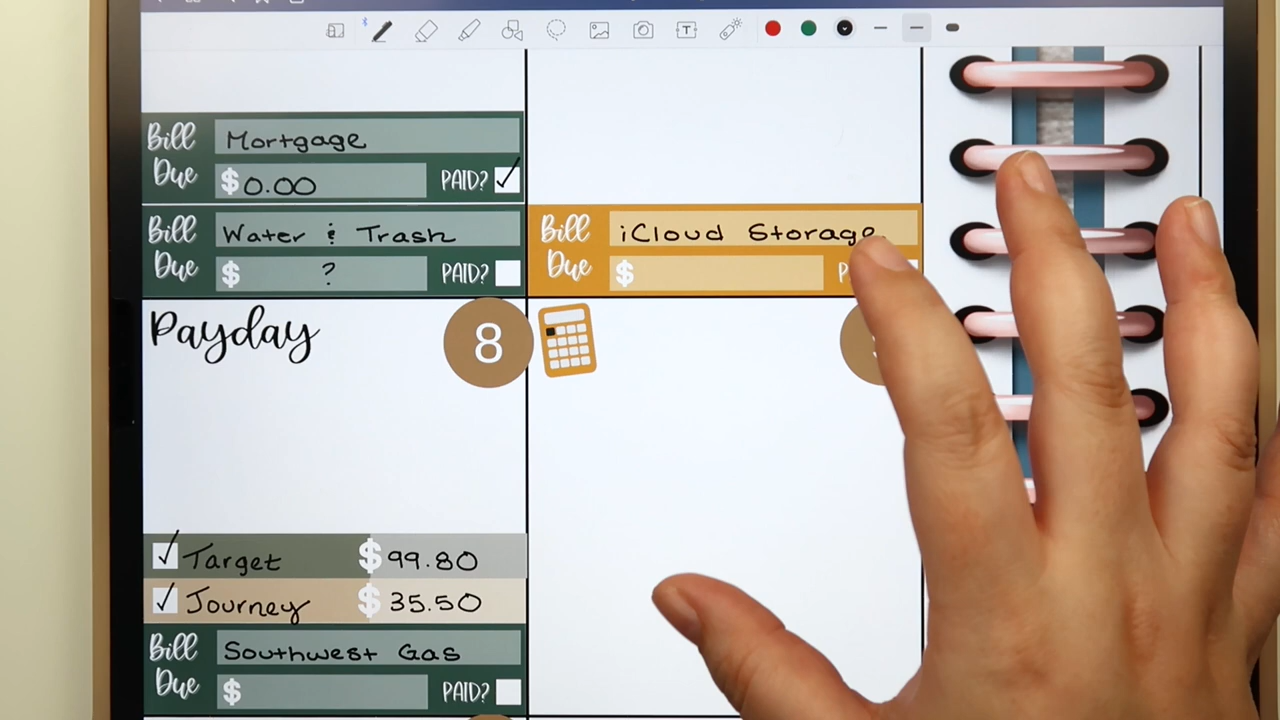 T
Bill Mortgage
Due $0.00 PAID?
Bill Water & Trash
Due $ ? PAID?
Bill iCloud Storage
Due $
Payday 8
Target $99.80
Journey $35.50
Bill Southwest Gas
Due $ PAID?